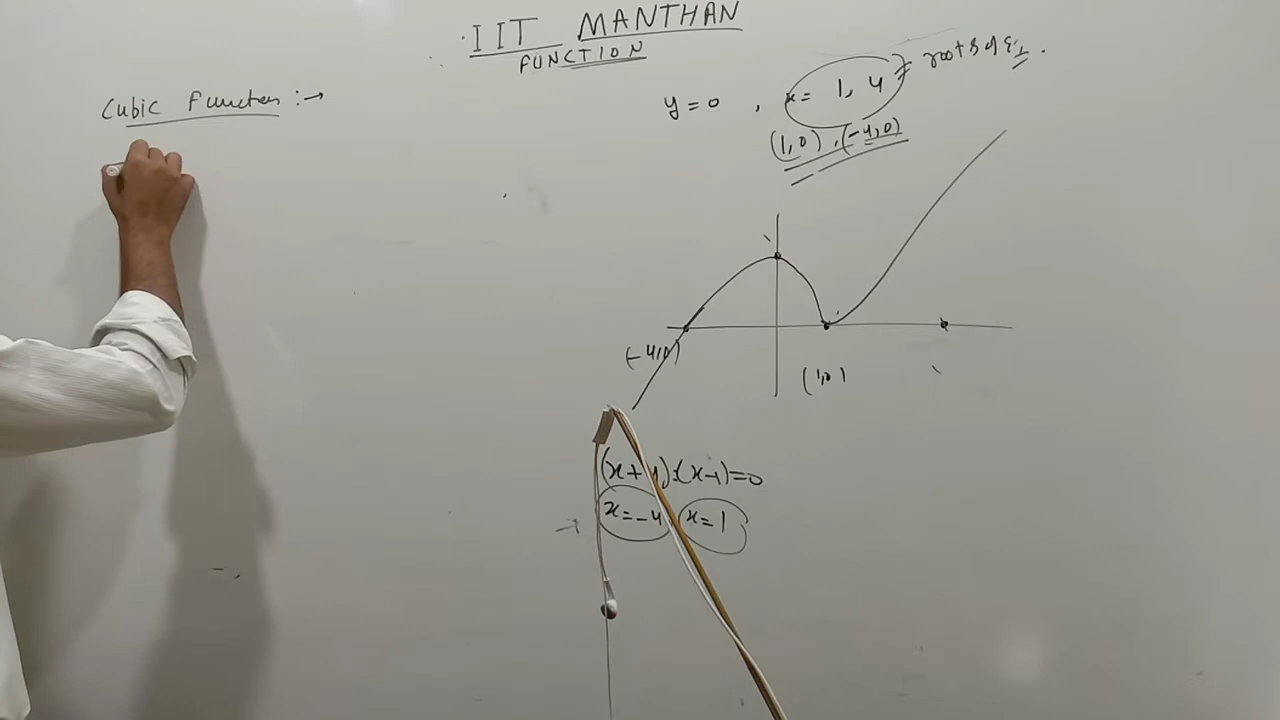 IIT MANTHAN
FUNCTION
Cubic Function :→
y = 0 , x = 1, 4 } roots of
(1,0) , (-4,0)
(-4,0)
(1,0)
(x+4).(x-1)=0
x=-4 x=1